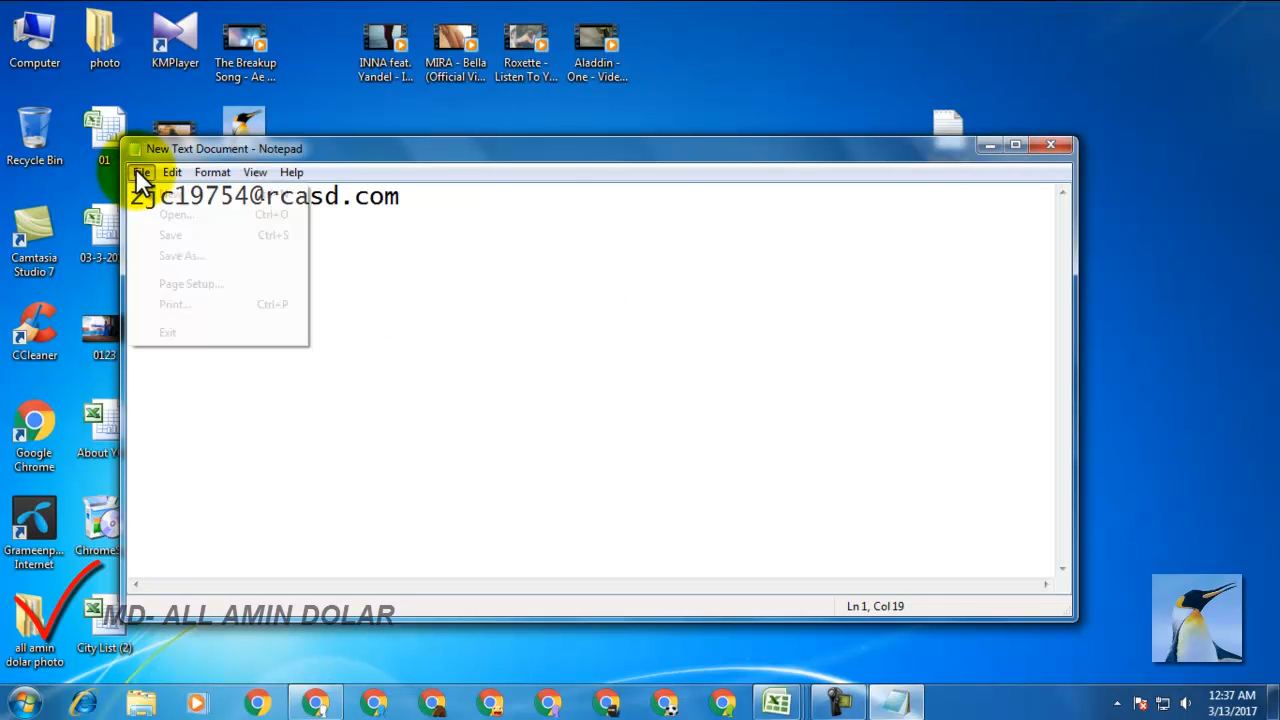 Computer
photo
KMPlayer
The Breakup
Song - Ae ...
INNA feat.
Yandel - I...
MIRA - Bella
(Official Vi...
Roxette -
Listen To Y...
Aladdin -
One - Vide...
Recycle Bin
01
New Text Document - Notepad
File Edit Format View Help
zjc19754@rcasd.com
Open... Ctrl+O
Save Ctrl+S
Save As...
Page Setup...
Print... Ctrl+P
Exit
Camtasia
Studio 7
03-3-20
CCleaner
0123
Google
Chrome
About Y
Grameenp...
Internet
ChromeS
all amin
dolar photo
City List (2)
MD- ALL AMIN DOLAR
Ln 1, Col 19
12:37 AM
3/13/2017